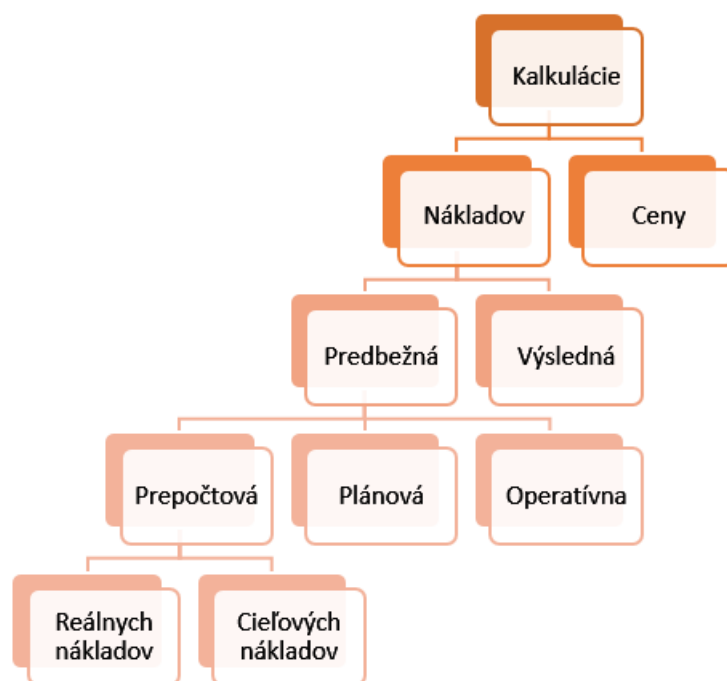 Kalkulácie
Nákladov
Ceny
Predbežná
Výsledná
Prepočtová
Plánová
Operatívna
Reálnych
nákladov
Cieľových
nákladov